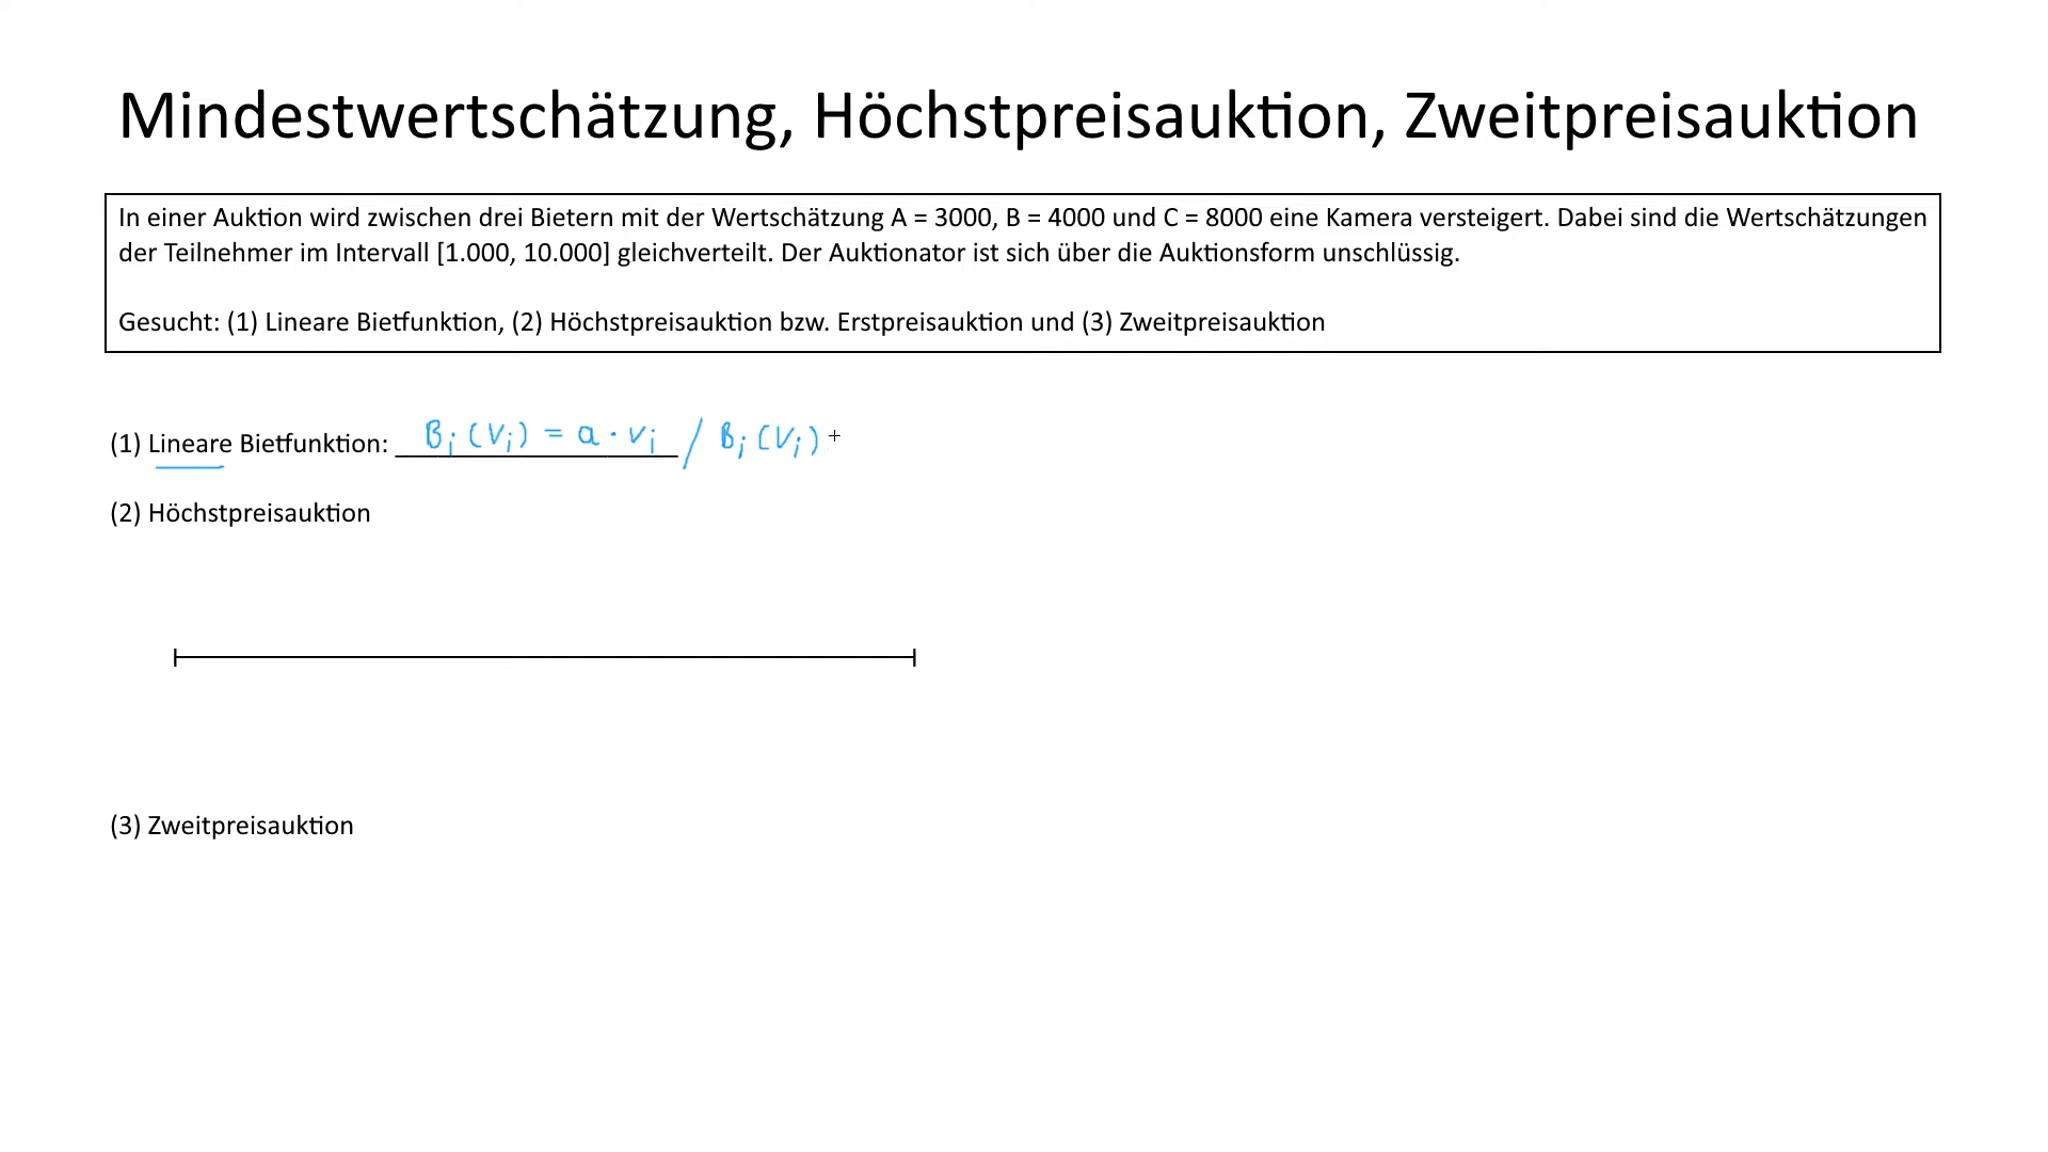 Mindestwertschätzung, Höchstpreisauktion, Zweitpreisauktion
In einer Auktion wird zwischen drei Bietern mit der Wertschätzung A = 3000, B = 4000 und C = 8000 eine Kamera versteigert. Dabei sind die Wertschätzungen
der Teilnehmer im Intervall [1.000, 10.000] gleichverteilt. Der Auktionator ist sich über die Auktionsform unschlüssig.
Gesucht: (1) Lineare Bietfunktion, (2) Höchstpreisauktion bzw. Erstpreisauktion und (3) Zweitpreisauktion
(1) Lineare Bietfunktion: Bi (Vi) = a · vi / Bi (Vi)
(2) Höchstpreisauktion
(3) Zweitpreisauktion